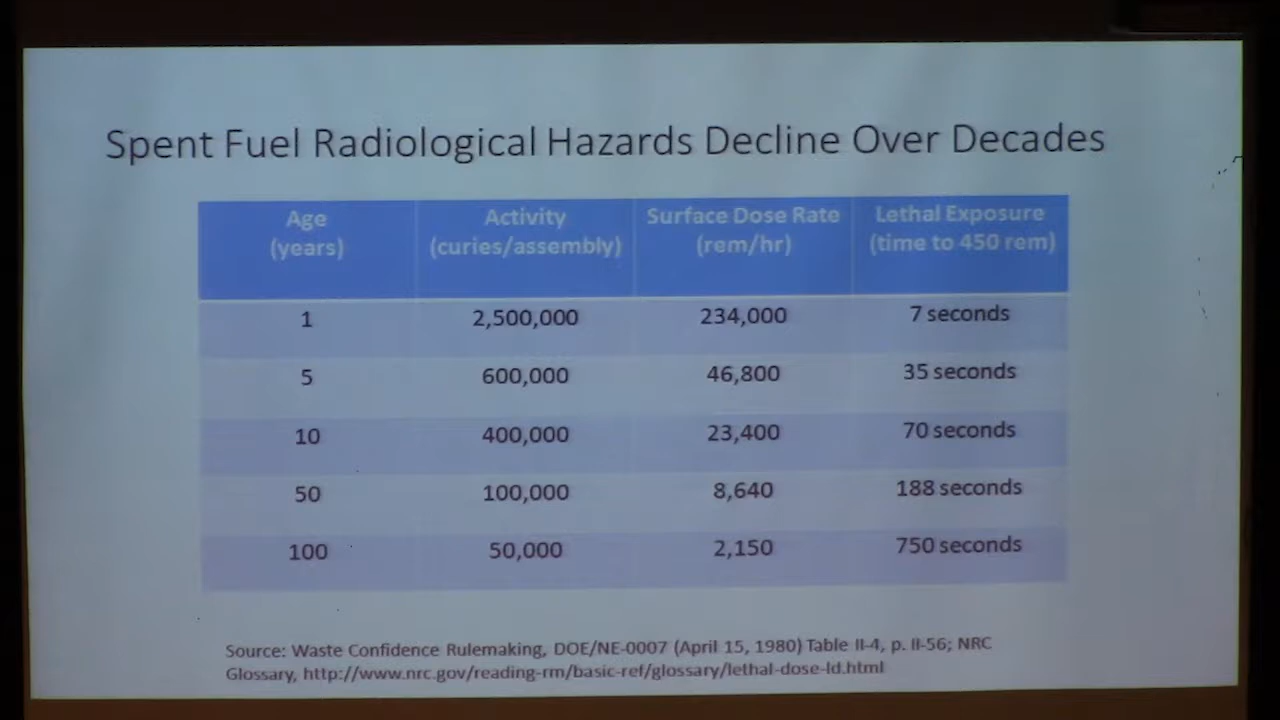 Spent Fuel Radiological Hazards Decline Over Decades
Age Activity Surface Dose Rate Lethal Exposure
(years) (curies/assembly) (rem/hr) (time to 450 rem)
1 2,500,000 234,000 7 seconds
5 600,000 46,800 35 seconds
10 400,000 23,400 70 seconds
50 100,000 8,640 188 seconds
100 50,000 2,150 750 seconds
Source: Waste Confidence Rulemaking, DOE/NE-0007 (April 15, 1980) Table II-4, p. II-56; NRC
Glossary, http://www.nrc.gov/reading-rm/basic-ref/glossary/lethal-dose-ld.html